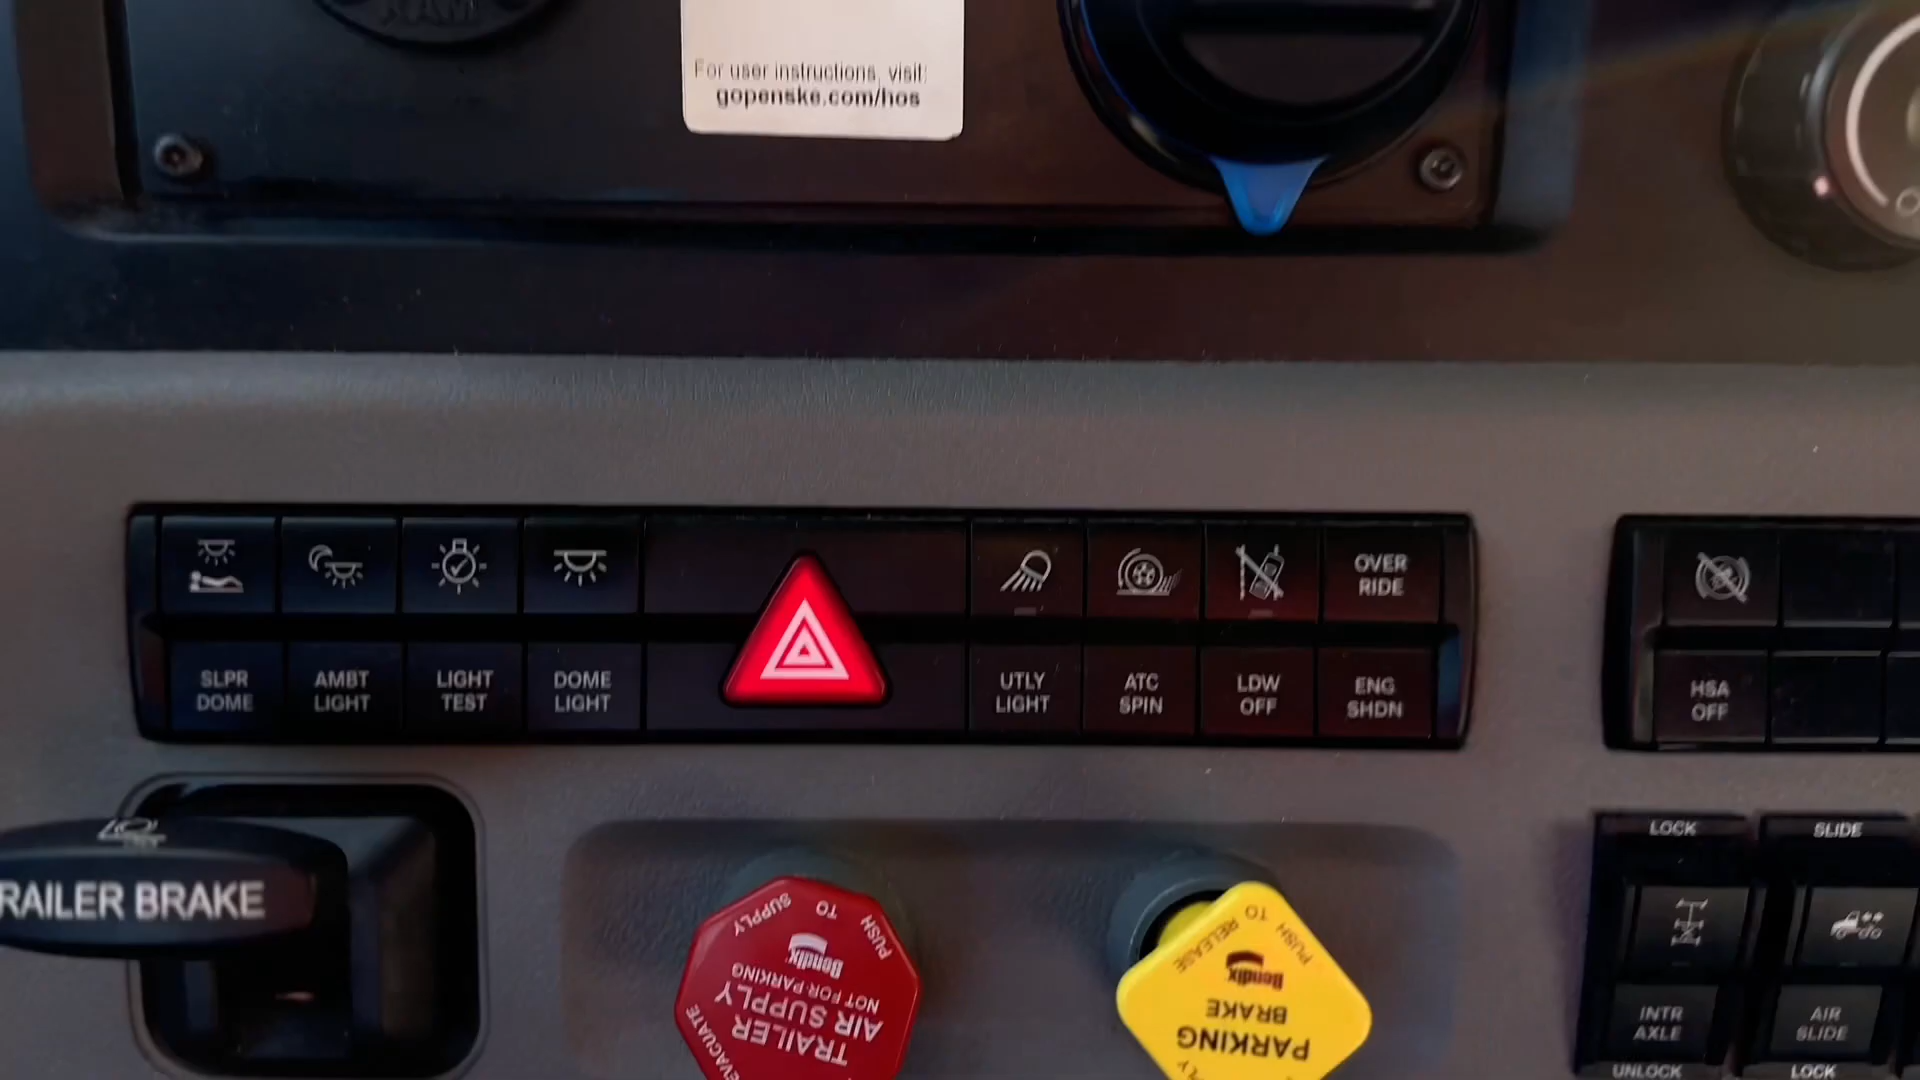 RAM
For user instructions, visit:
gopenske.com/hos
OVER
RIDE
SLPR
DOME
AMBT
LIGHT
LIGHT
TEST
DOME
LIGHT
UTLY
LIGHT
ATC
SPIN
LDW
OFF
ENG
SHDN
HSA
OFF
TRAILER BRAKE
PUSH
TO
SUPPLY
Bendix
NOT FOR PARKING
AIR SUPPLY
TRAILER
EVACUATE
PUSH
TO
RELEASE
Bendix
BRAKE
PARKING
LOCK
INTR
AXLE
UNLOCK
SLIDE
AIR
SLIDE
LOCK